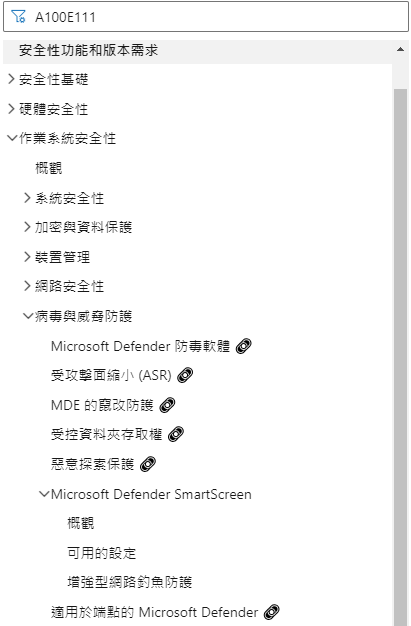 A100E111
安全性功能和版本需求
安全性基礎
硬體安全性
作業系統安全性
概觀
系統安全性
加密與資料保護
裝置管理
網路安全性
病毒與威脅防護
Microsoft Defender 防毒軟體
受攻擊面縮小 (ASR)
MDE 的竄改防護
受控資料夾存取權
惡意探索保護
Microsoft Defender SmartScreen
概觀
可用的設定
增強型網路釣魚防護
適用於端點的 Microsoft Defender